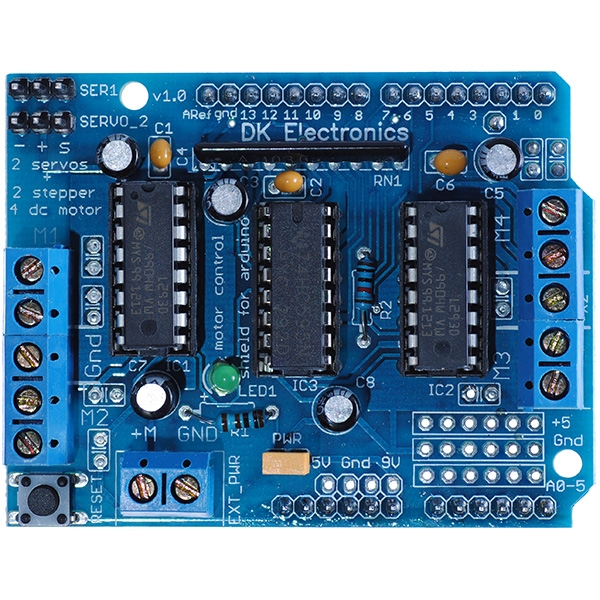 SER1
v1.0
ARef gnd 13 12 11 10 9 8
7 6 5 4 3 2 1 0
SERVO_2
DK Electronics
- + S
C1
C4
C3
C2
RN1
C6
C5
2 servos
2 stepper
4 dc motor
M1
M4
Gnd
motor control
shield for arduino
R2
X2
M3
C7 IC1
LED1
IC3
C8
IC2
M2
+M
GND
PWR
+5
Gnd
5V Gnd 9V
A0-5
RESET
EXT_PWR